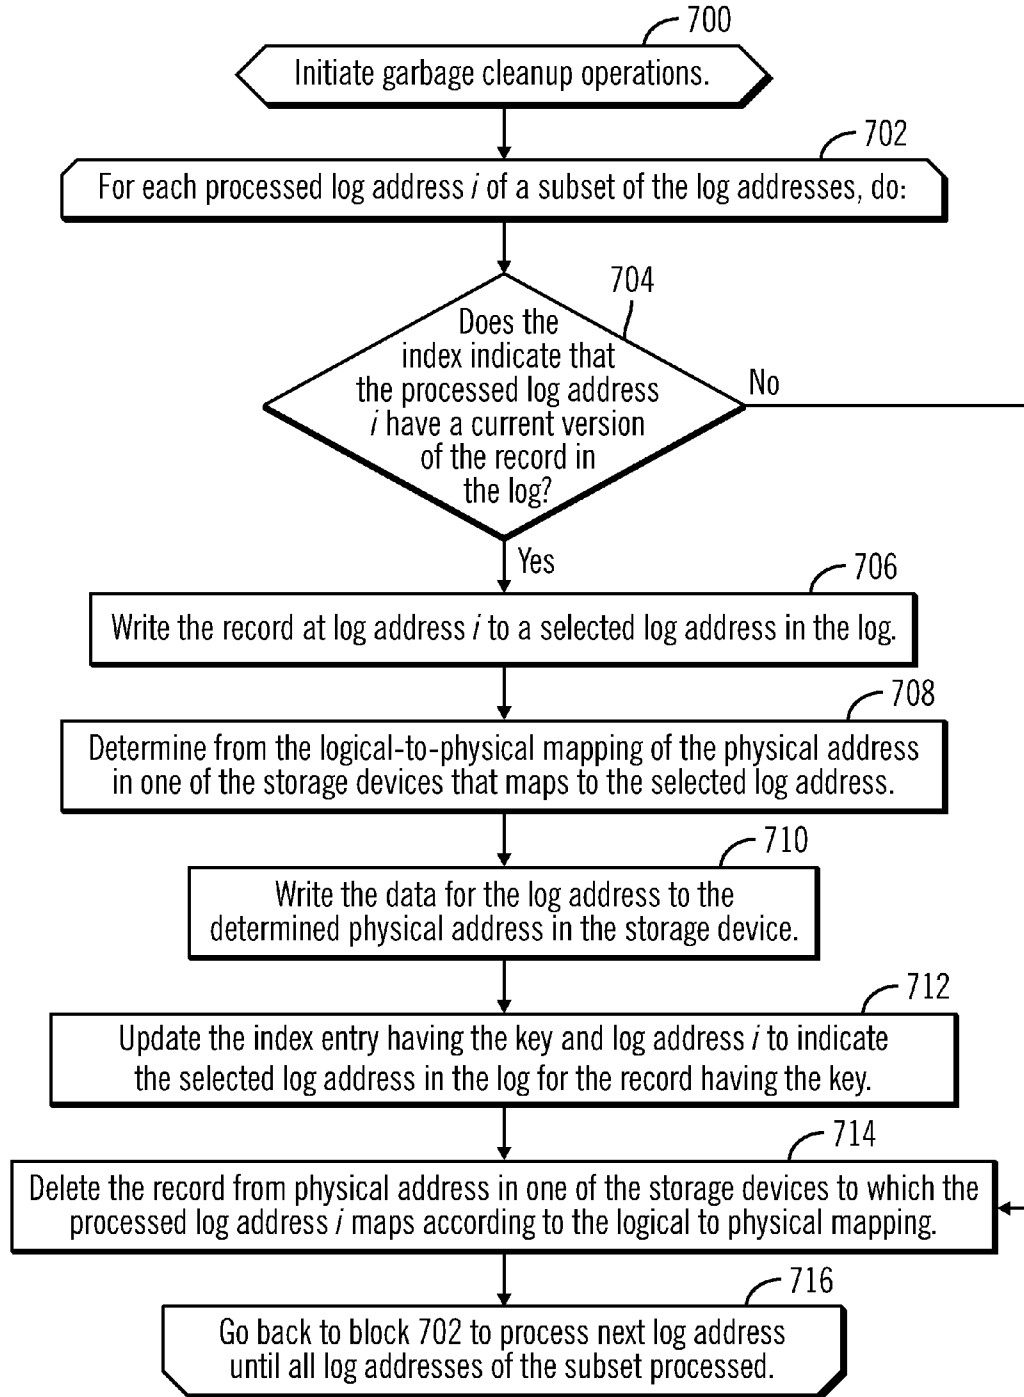 700
Initiate garbage cleanup operations.
702
For each processed log address i of a subset of the log addresses, do:
704
Does the
index indicate that
the processed log address
i have a current version
of the record in
the log?
No
Yes
706
Write the record at log address i to a selected log address in the log.
708
Determine from the logical-to-physical mapping of the physical address
in one of the storage devices that maps to the selected log address.
710
Write the data for the log address to the
determined physical address in the storage device.
712
Update the index entry having the key and log address i to indicate
the selected log address in the log for the record having the key.
714
Delete the record from physical address in one of the storage devices to which the
processed log address i maps according to the logical to physical mapping.
716
Go back to block 702 to process next log address
until all log addresses of the subset processed.